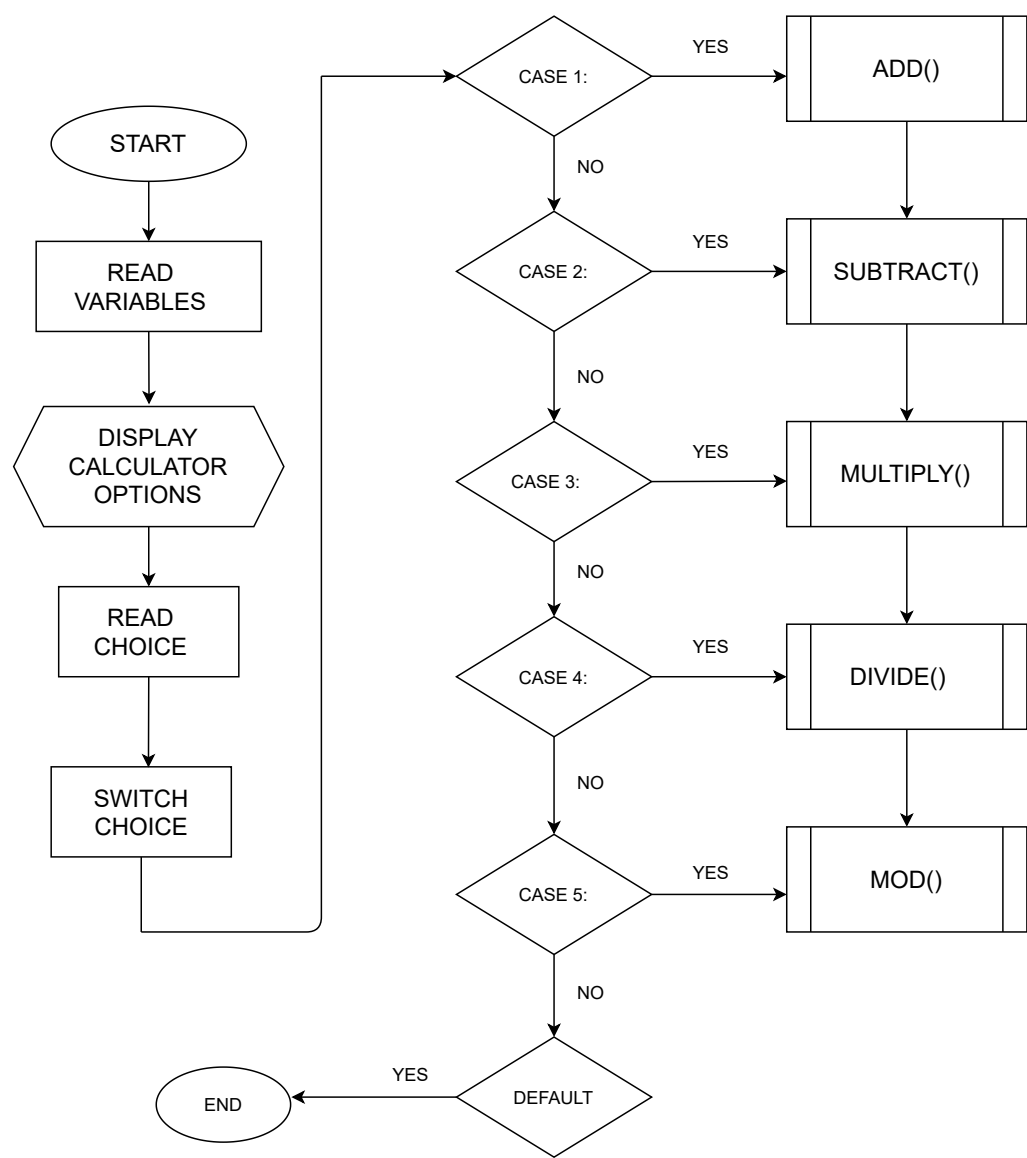 START
READ
VARIABLES
DISPLAY
CALCULATOR
OPTIONS
READ
CHOICE
SWITCH
CHOICE
CASE 1:
YES
ADD()
NO
CASE 2:
YES
SUBTRACT()
NO
CASE 3:
YES
MULTIPLY()
NO
CASE 4:
YES
DIVIDE()
NO
CASE 5:
YES
MOD()
NO
DEFAULT
YES
END